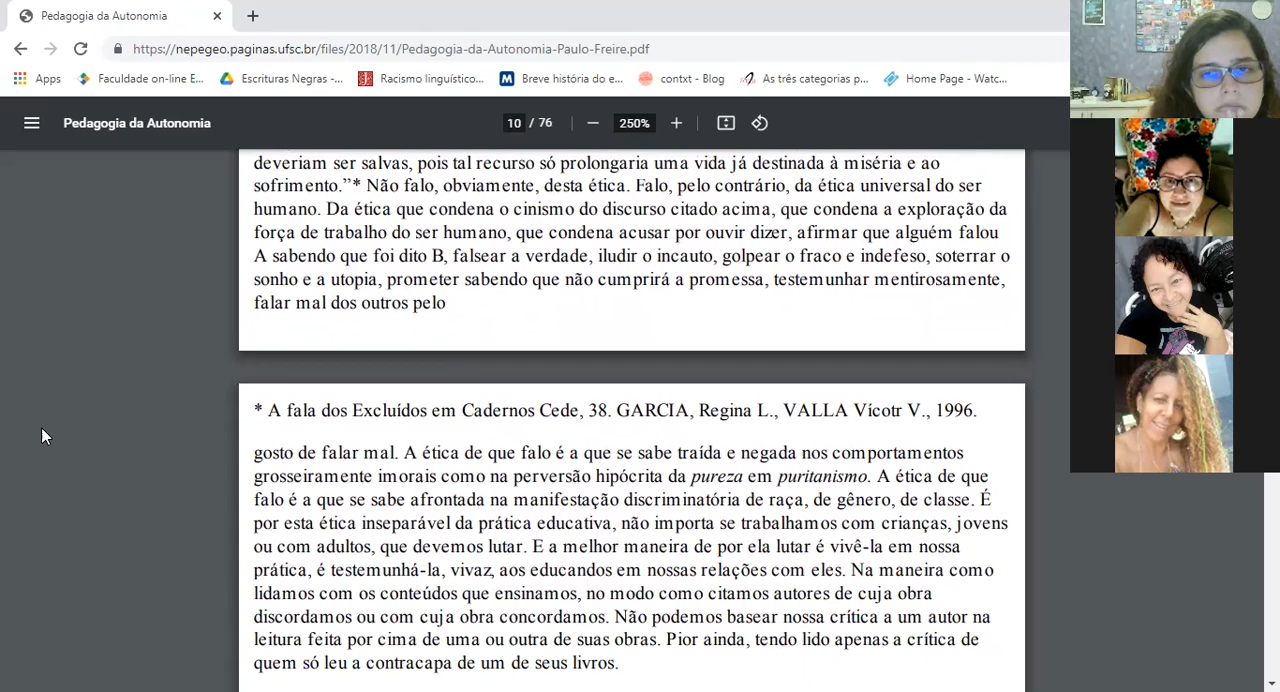 Pedagogia da Autonomia
https://nepegeo.paginas.ufsc.br/files/2018/11/Pedagogia-da-Autonomia-Paulo-Freire.pdf
Apps Faculdade on-line E... Escrituras Negras -... Racismo linguístico... Breve história do e... contxt - Blog As três categorias p... Home Page - Watc...
Pedagogia da Autonomia 10 / 76 250%
deveriam ser salvas, pois tal recurso só prolongaria uma vida já destinada à miséria e ao
sofrimento.”* Não falo, obviamente, desta ética. Falo, pelo contrário, da ética universal do ser
humano. Da ética que condena o cinismo do discurso citado acima, que condena a exploração da
força de trabalho do ser humano, que condena acusar por ouvir dizer, afirmar que alguém falou
A sabendo que foi dito B, falsear a verdade, iludir o incauto, golpear o fraco e indefeso, soterrar o
sonho e a utopia, prometer sabendo que não cumprirá a promessa, testemunhar mentirosamente,
falar mal dos outros pelo
* A fala dos Excluídos em Cadernos Cede, 38. GARCIA, Regina L., VALLA Vícotr V., 1996.
gosto de falar mal. A ética de que falo é a que se sabe traída e negada nos comportamentos
grosseiramente imorais como na perversão hipócrita da pureza em puritanismo. A ética de que
falo é a que se sabe afrontada na manifestação discriminatória de raça, de gênero, de classe. É
por esta ética inseparável da prática educativa, não importa se trabalhamos com crianças, jovens
ou com adultos, que devemos lutar. E a melhor maneira de por ela lutar é vivê-la em nossa
prática, é testemunhá-la, vivaz, aos educandos em nossas relações com eles. Na maneira como
lidamos com os conteúdos que ensinamos, no modo como citamos autores de cuja obra
discordamos ou com cuja obra concordamos. Não podemos basear nossa crítica a um autor na
leitura feita por cima de uma ou outra de suas obras. Pior ainda, tendo lido apenas a crítica de
quem só leu a contracapa de um de seus livros.